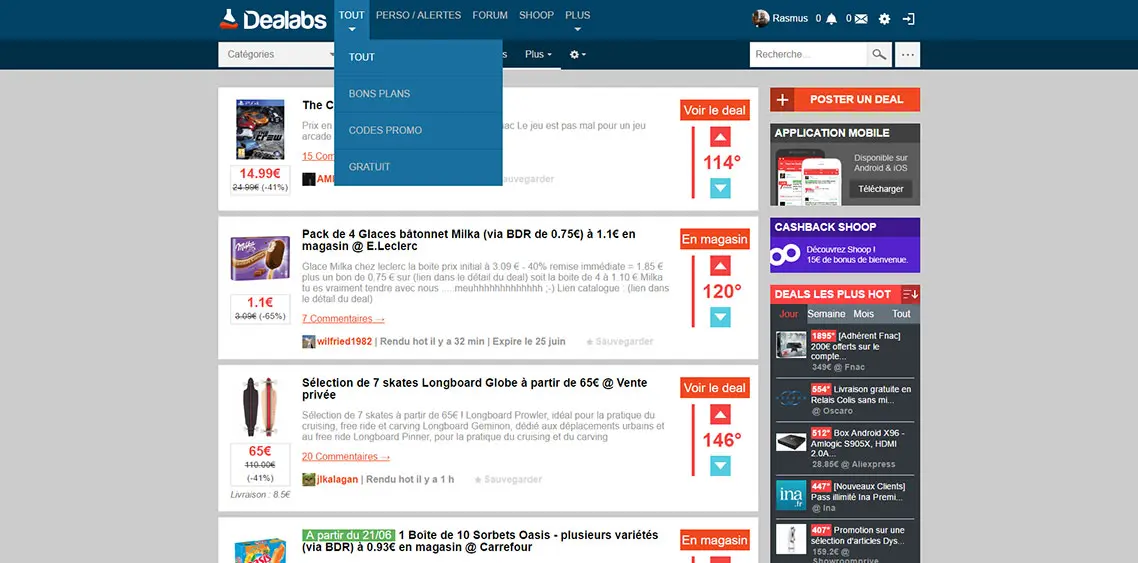 Dealabs
TOUT PERSO / ALERTES FORUM SHOOP PLUS
Rasmus 0 0
Catégories
Plus
Recherche...
TOUT
BONS PLANS
CODES PROMO
GRATUIT
The C
Prix en
nac Le jeu est pas mal pour un jeu
arcade
15 Com
14.99€
24.99€ (-41%)
Voir le deal
114°
Pack de 4 Glaces bâtonnet Milka (via BDR de 0.75€) à 1.1€ en
magasin @ E.Leclerc
Glace Milka chez leclerc la boite prix initial à 3.09 € - 40% remise immédiate = 1,85 €
plus un bon de 0.75 € sur (lien dans le détail du deal) soit la boite de 4 à 1.10 € Milka
tu es vraiment tendre avec nous .....meuhhhhhhhhhhhhh ;-) Lien catalogue : (lien dans
le détail du deal)
7 Commentaires →
wilfried1982 | Rendu hot il y a 32 min | Expire le 25 juin Sauvegarder
Milka
1.1€
3.09€ (-65%)
En magasin
120°
Sélection de 7 skates Longboard Globe à partir de 65€ @ Vente
privée
Sélection de 7 skates à partir de 65€ ! Longboard Prowler, idéal pour la pratique du
cruising, free ride et carving Longboard Geminon, dédié aux déplacements urbains et
au free ride Longboard Pinner, pour la pratique du cruising et du carving
20 Commentaires →
jlkalagan | Rendu hot il y a 1 h Sauvegarder
65€
110.00€
(-41%)
Livraison : 8.5€
Voir le deal
146°
A partir du 21/06 1 Boîte de 10 Sorbets Oasis - plusieurs variétés
(via BDR) à 0.93€ en magasin @ Carrefour
En magasin
POSTER UN DEAL
APPLICATION MOBILE
Disponible sur
Android & iOS
Télécharger
CASHBACK SHOOP
Découvrez Shoop !
15€ de bonus de bienvenue.
DEALS LES PLUS HOT
Jour Semaine Mois Tout
1895° [Adhérent Fnac]
200€ offerts sur le
compte...
349€ @ Fnac
554° Livraison gratuite en
Relais Colis sans mi...
@ Oscaro
512° Box Android X96 -
Amlogic S905X, HDMI
2.0A...
28.85€ @ Aliexpress
447° [Nouveaux Clients]
Pass illimité Ina Premi...
@ Ina
ina.fr
407° Promotion sur une
sélection d'articles Dys...
159.2€ @
Showroomprive